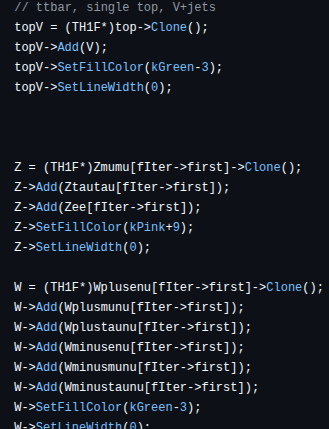 // ttbar, single top, V+jets
topV = (TH1F*)top->Clone();
topV->Add(V);
topV->SetFillColor(kGreen-3);
topV->SetLineWidth(0);
Z = (TH1F*)Zmumu[fIter->first]->Clone();
Z->Add(Ztautau[fIter->first]);
Z->Add(Zee[fIter->first]);
Z->SetFillColor(kPink+9);
Z->SetLineWidth(0);
W = (TH1F*)Wplusenu[fIter->first]->Clone();
W->Add(Wplusmunu[fIter->first]);
W->Add(Wplustaunu[fIter->first]);
W->Add(Wminusenu[fIter->first]);
W->Add(Wminusmunu[fIter->first]);
W->Add(Wminustaunu[fIter->first]);
W->SetFillColor(kGreen-3);
W->SetLineWidth(0);